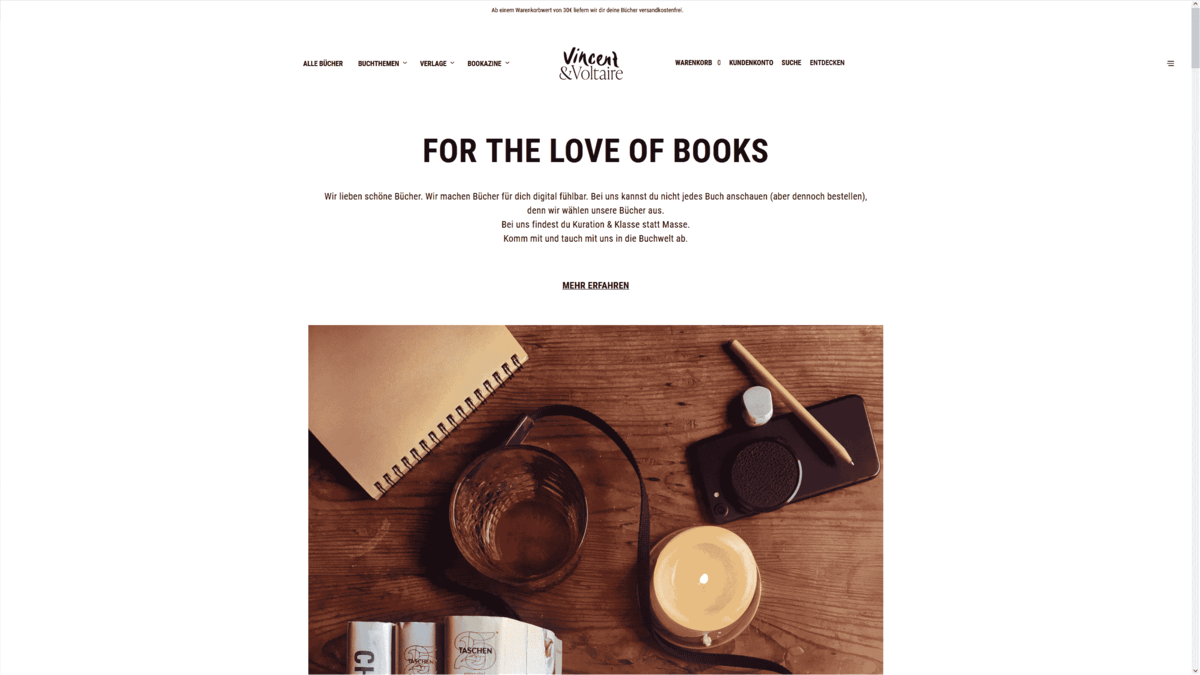 Ab einem Warenkorbwert von 30€ liefern wir dir deine Bücher versandkostenfrei.
ALLE BÜCHER BUCHTHEMEN VERLAGE BOOKAZINE
Vincent
&Voltaire
WARENKORB 0 KUNDENKONTO SUCHE ENTDECKEN
FOR THE LOVE OF BOOKS
Wir lieben schöne Bücher. Wir machen Bücher für dich digital fühlbar. Bei uns kannst du nicht jedes Buch anschauen (aber dennoch bestellen),
denn wir wählen unsere Bücher aus.
Bei uns findest du Kuration & Klasse statt Masse.
Komm mit und tauch mit uns in die Buchwelt ab.
MEHR ERFAHREN
CH
TASCHEN
TASCHEN